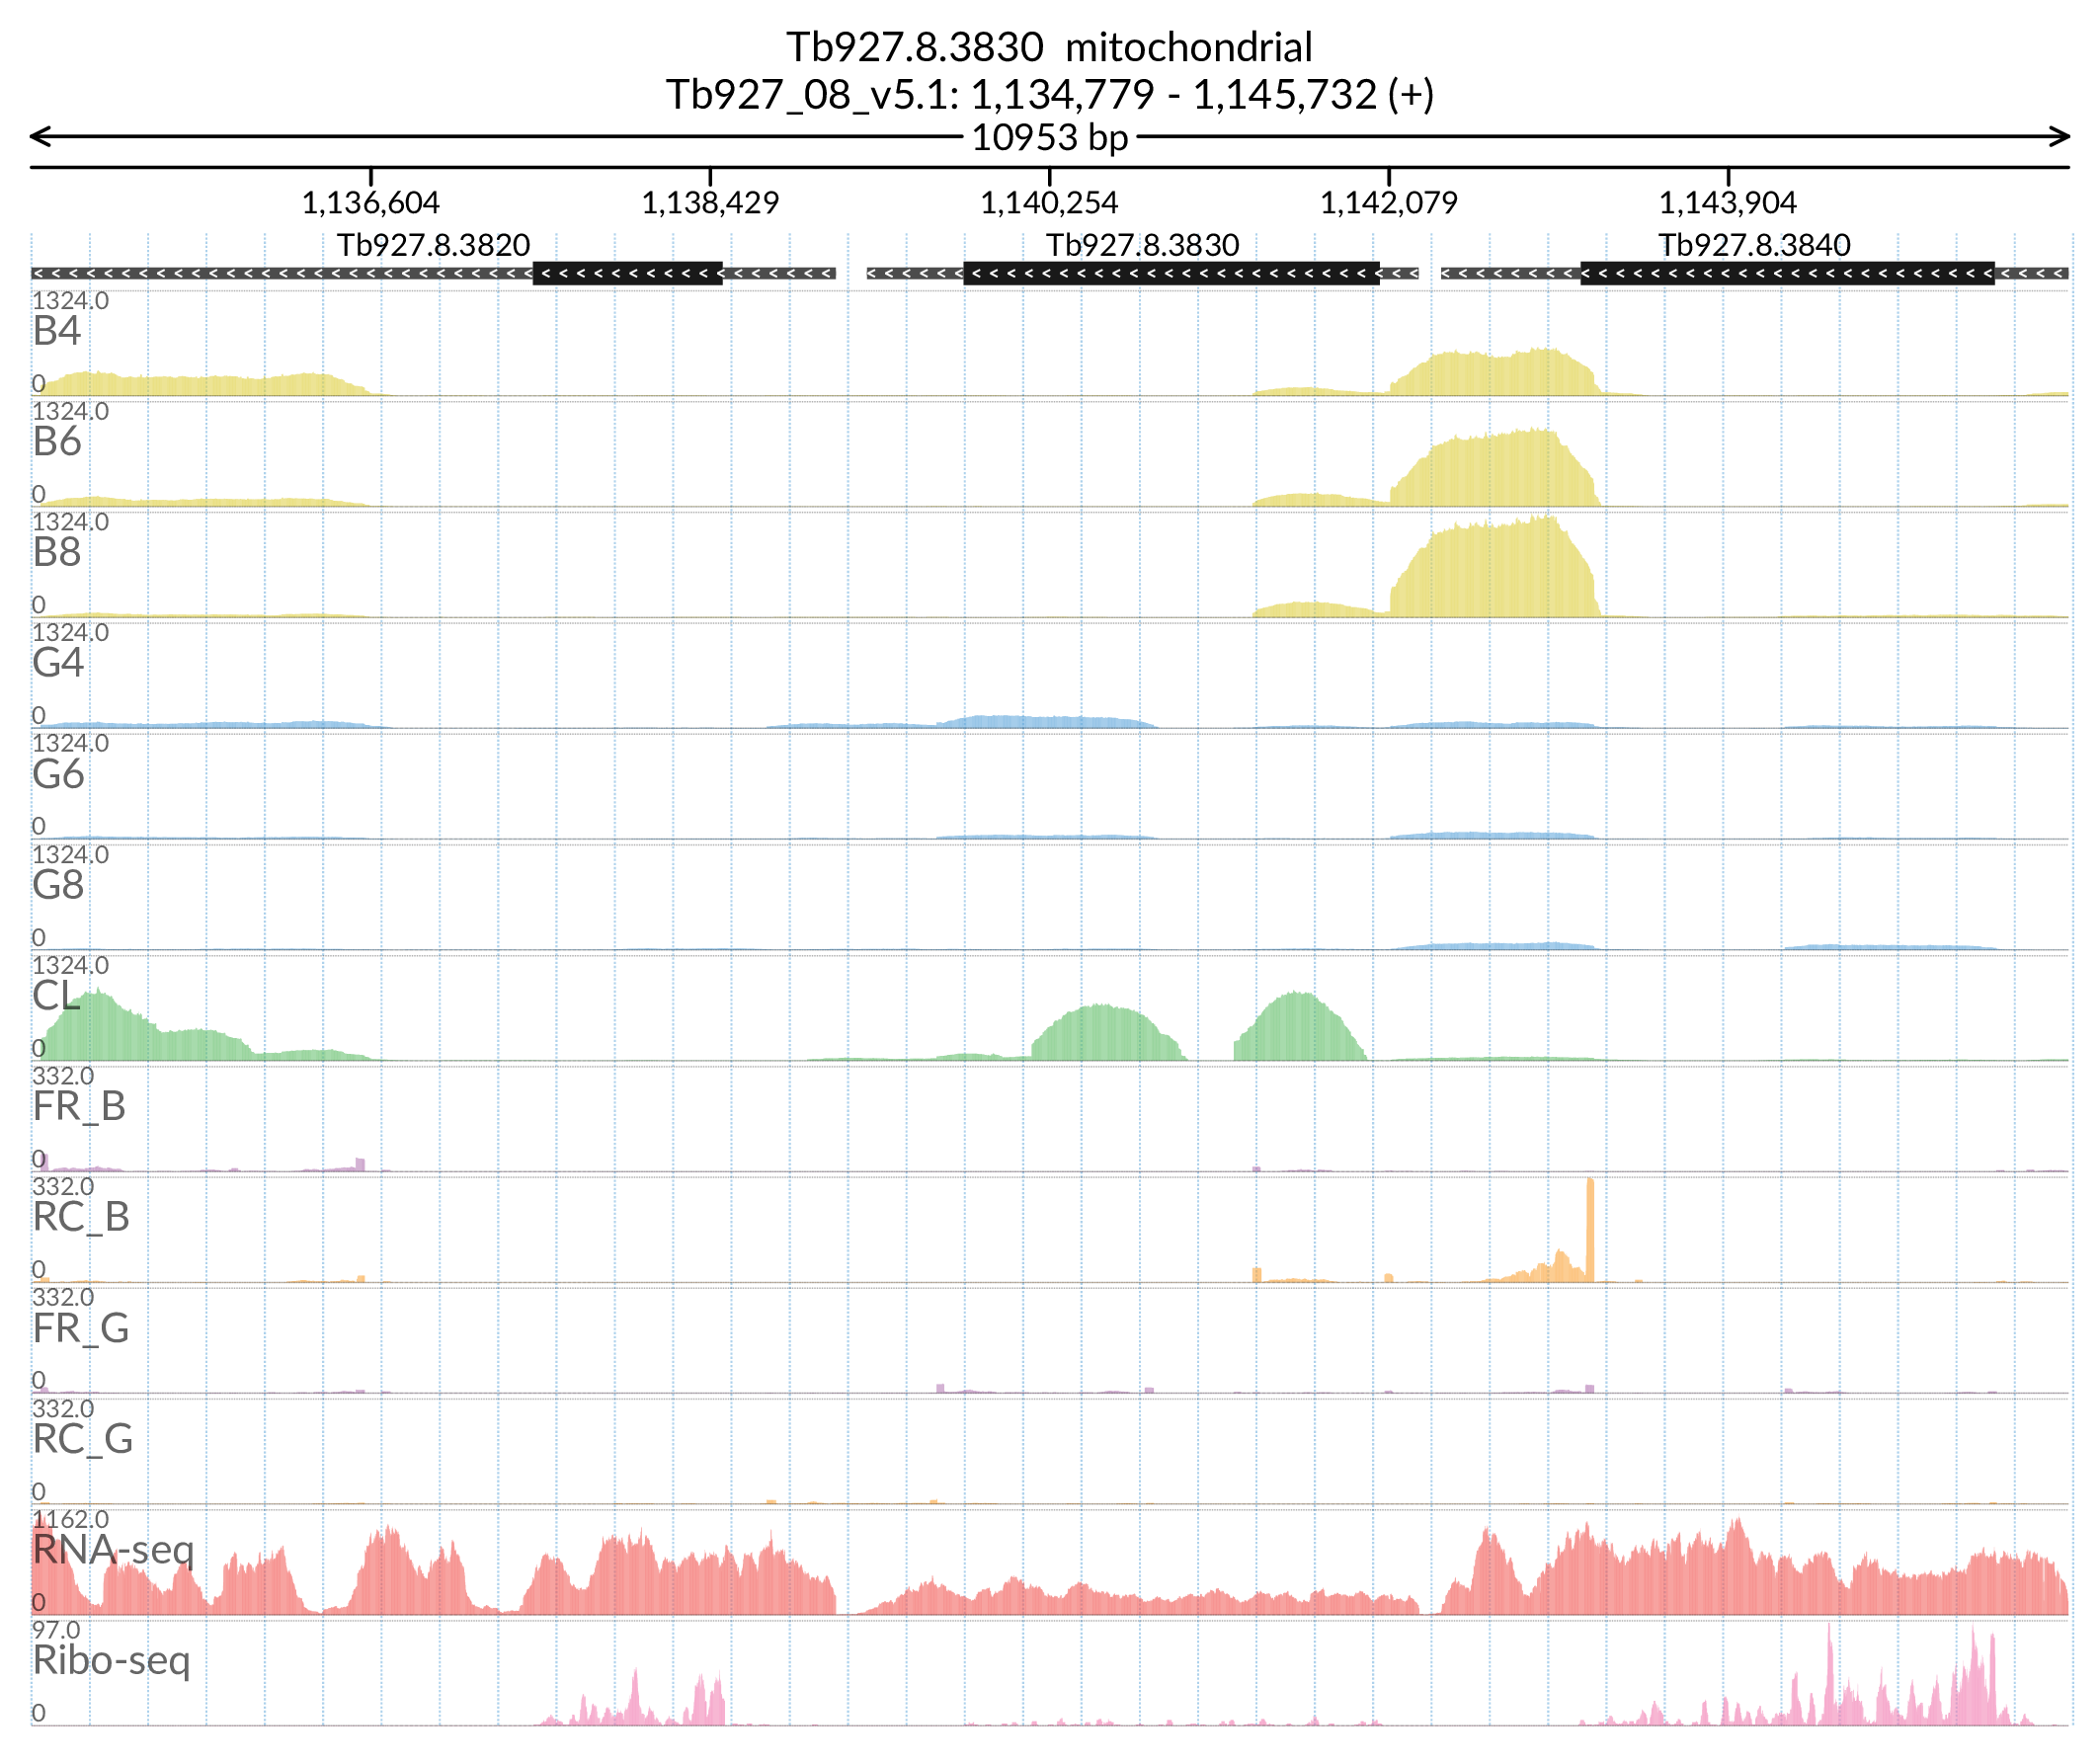 Tb927.8.3830 mitochondrial
Tb927_08_v5.1: 1,134,779 - 1,145,732 (+)
10953 bp
1,136,604 1,138,429 1,140,254 1,142,079 1,143,904
Tb927.8.3820 Tb927.8.3830 Tb927.8.3840
1324.0
B4
0
1324.0
B6
0
1324.0
B8
0
1324.0
G4
0
1324.0
G6
0
1324.0
G8
0
1324.0
CL
0
332.0
FR_B
0
332.0
RC_B
0
332.0
FR_G
0
332.0
RC_G
0
1162.0
RNA-seq
0
97.0
Ribo-seq
0